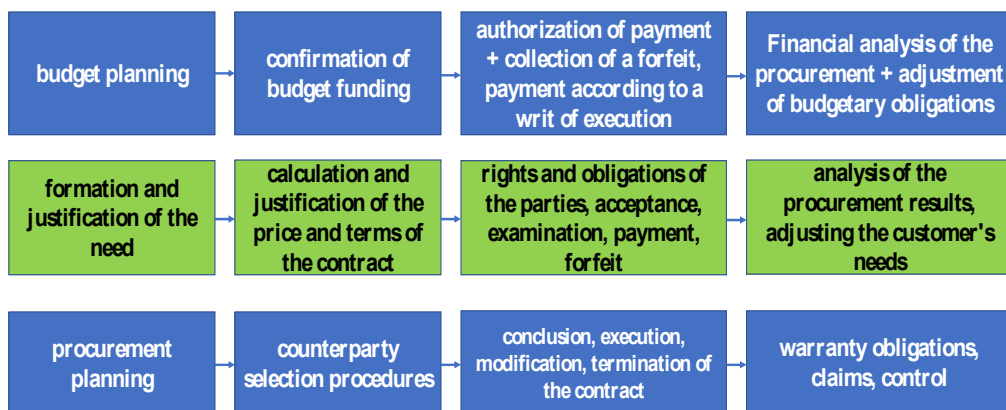 budget planning
confirmation of
budget funding
authorization of payment
+ collection of a forfeit,
payment according to a
writ of execution
Financial analysis of the
procurement + adjustment
of budgetary obligations
formation and
justification of the
need
calculation and
justification of the
price and terms of
the contract
rights and obligations of
the parties, acceptance,
examination, payment,
forfeit
analysis of the
procurement results,
adjusting the customer's
needs
procurement
planning
counterparty
selection procedures
conclusion, execution,
modification, termination of
the contract
warranty obligations,
claims, control